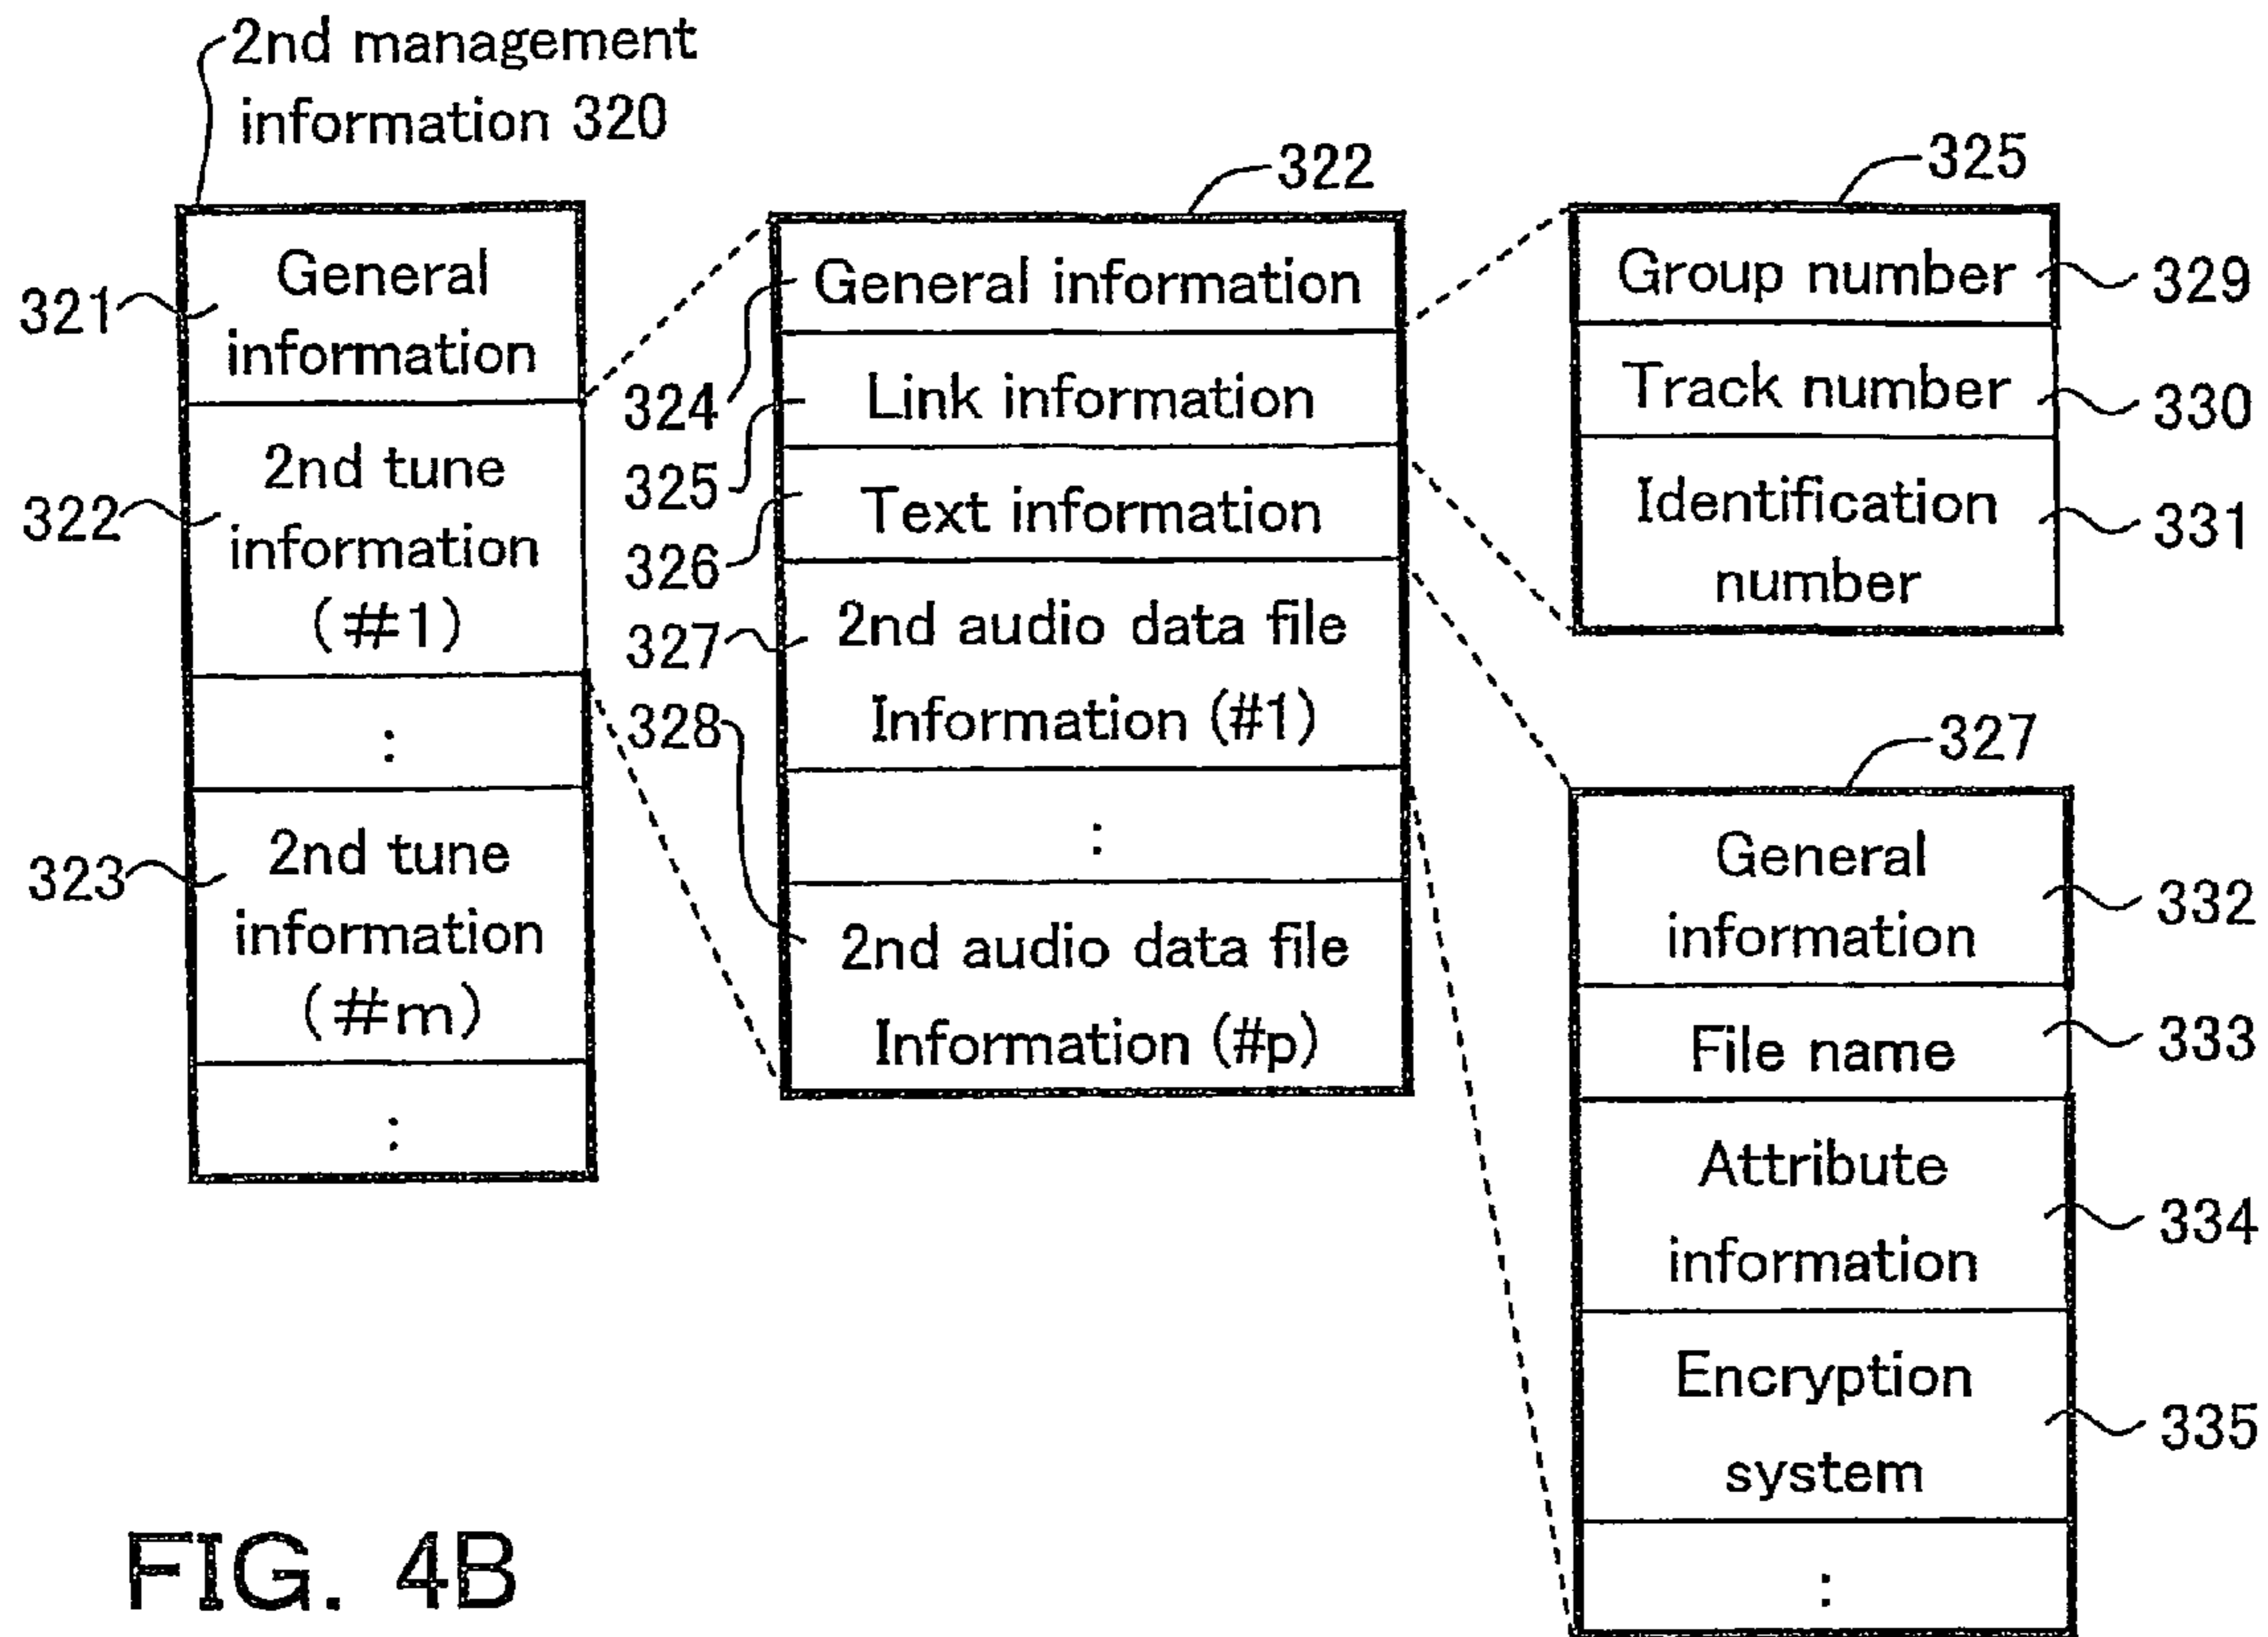 2nd management
information 320
321
General
information
322
2nd tune
information
(#1)
:
323
2nd tune
information
(#m)
:
322
324
General information
325
Link information
326
Text information
327
2nd audio data file
Information (#1)
:
328
2nd audio data file
Information (#p)
325
Group number
329
Track number
330
Identification
number
331
327
General
information
332
File name
333
Attribute
information
334
Encryption
system
335
:
FIG. 4B